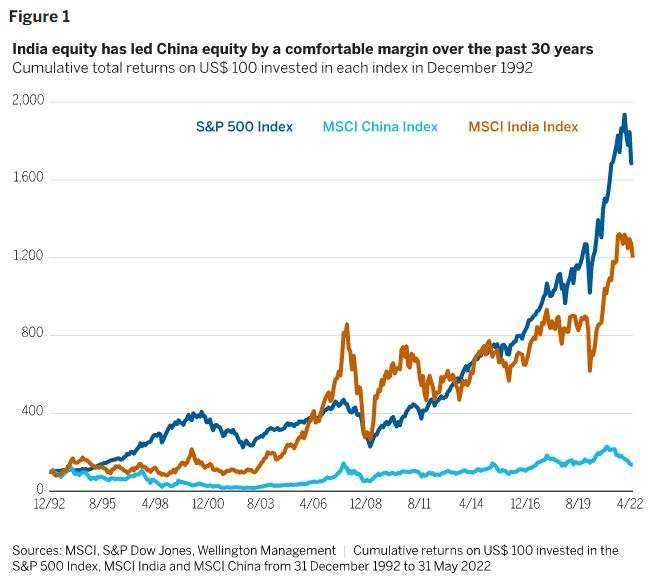 Figure 1
India equity has led China equity by a comfortable margin over the past 30 years
Cumulative total returns on US$ 100 invested in each index in December 1992
2,000
S&P 500 Index MSCI China Index MSCI India Index
1,600
1,200
800
400
0
12/92 8/95 4/98 12/00 8/03 4/06 12/08 8/11 4/14 12/16 8/19 4/22
Sources: MSCI, S&P Dow Jones, Wellington Management | Cumulative returns on US$ 100 invested in the
S&P 500 Index, MSCI India and MSCI China from 31 December 1992 to 31 May 2022